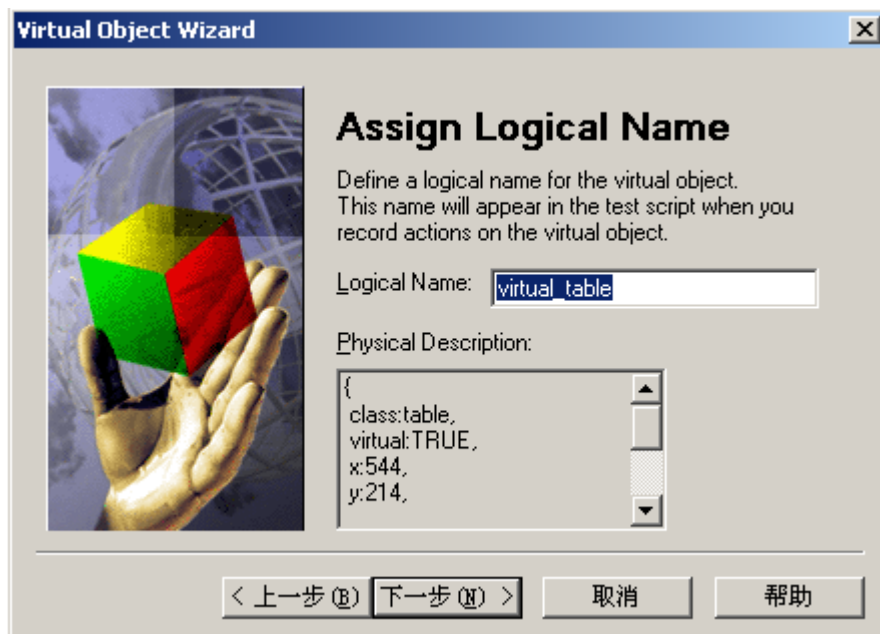 Virtual Object Wizard
Assign Logical Name
Define a logical name for the virtual object.
This name will appear in the test script when you
record actions on the virtual object.
Logical Name: virtual_table
Physical Description:
{
class:table,
virtual:TRUE,
x:544,
y:214,
< 上一步(B) 下一步(N) > 取消 帮助